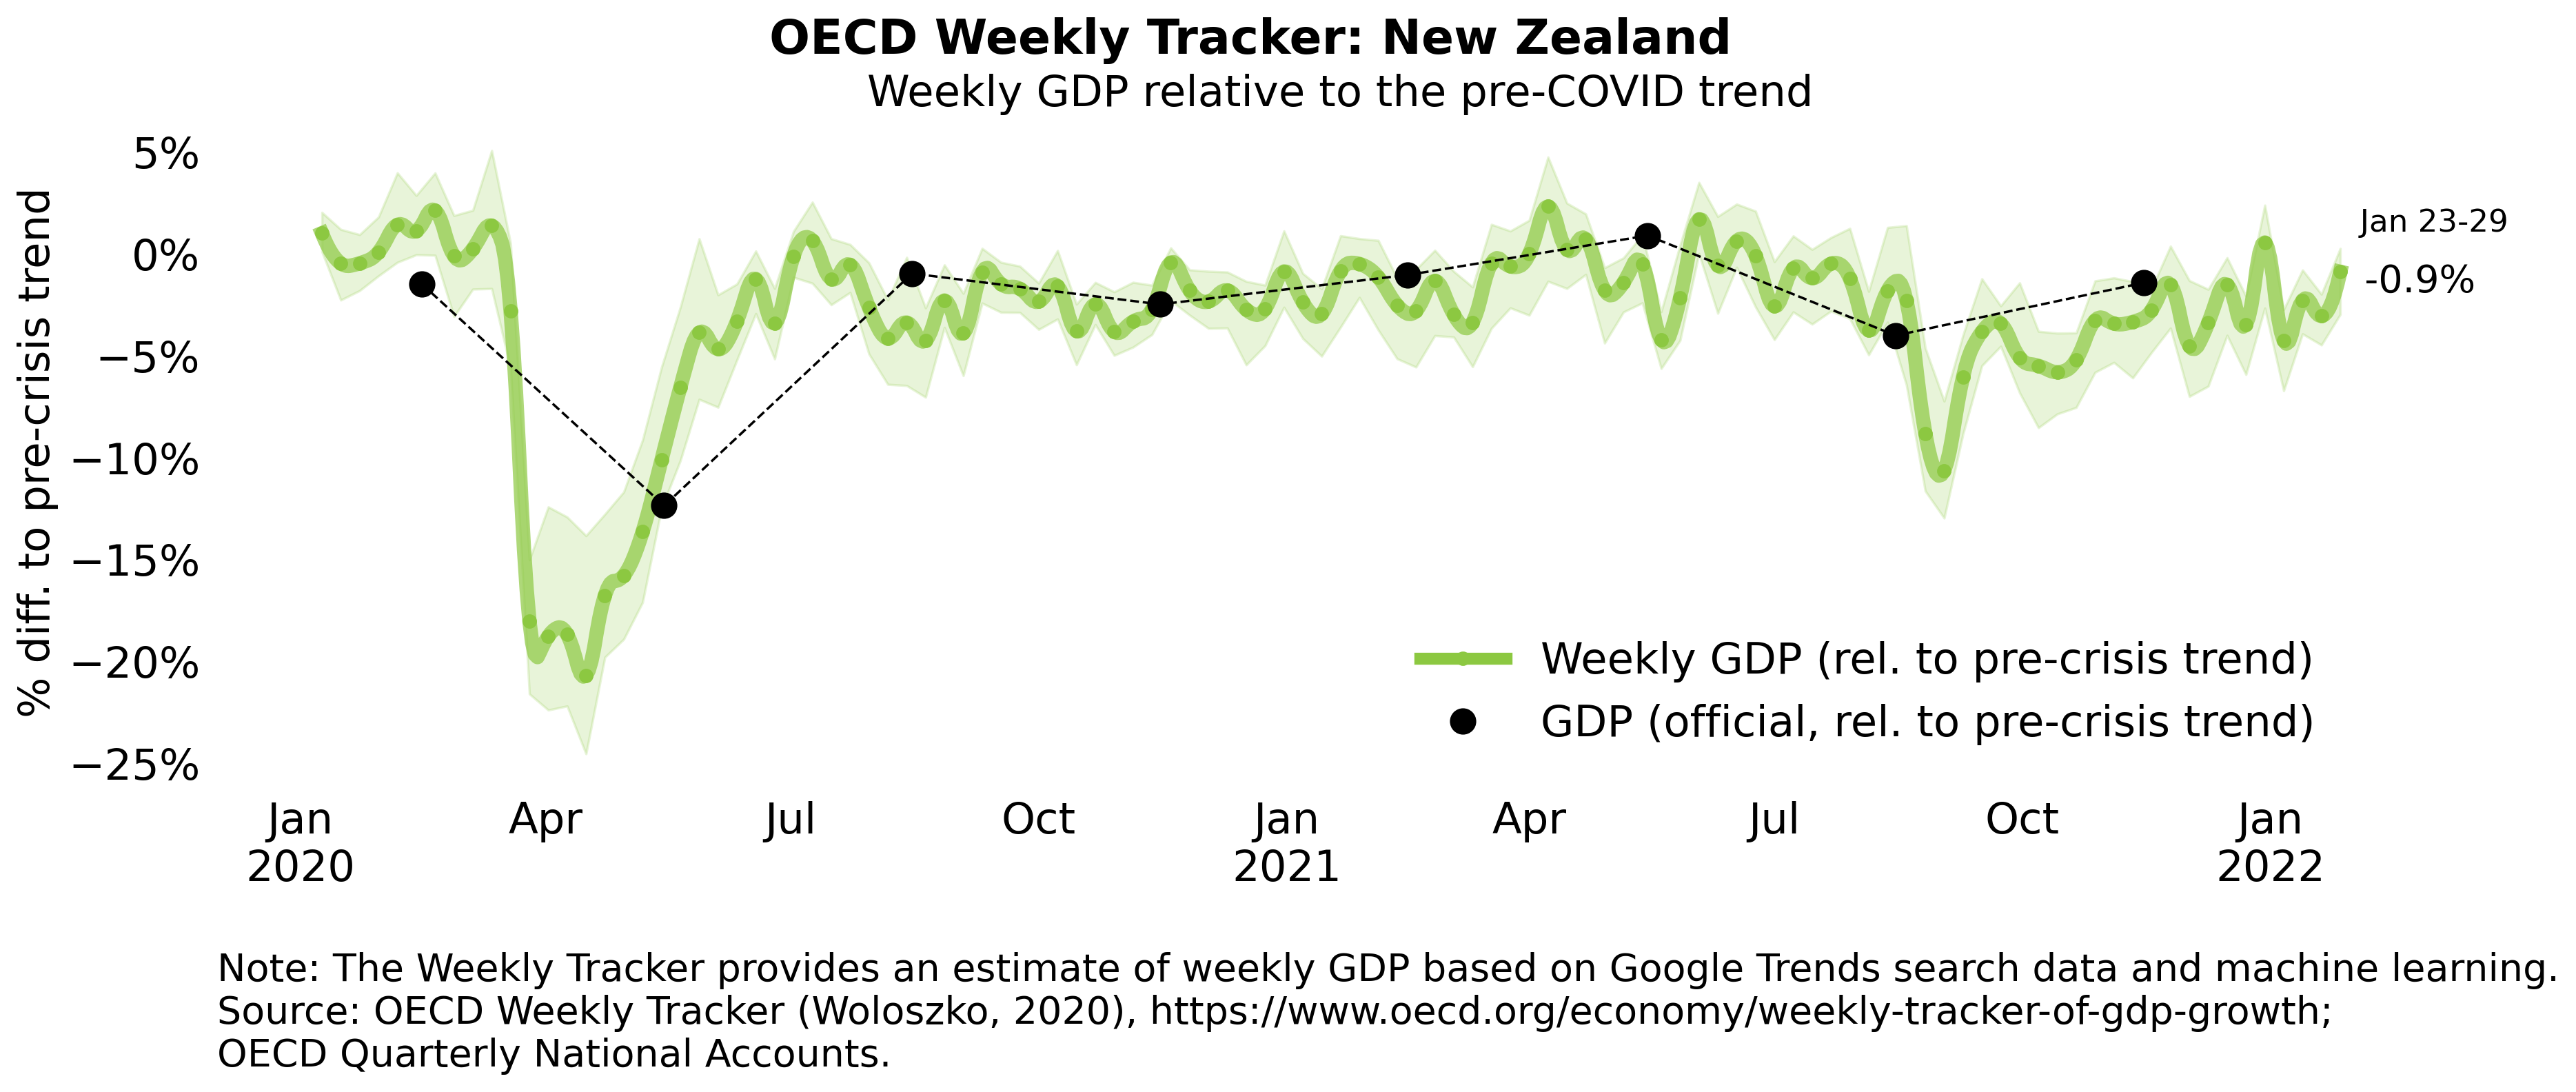 OECD Weekly Tracker: New Zealand
Weekly GDP relative to the pre-COVID trend
% diff. to pre-crisis trend
5%
0%
−5%
−10%
−15%
−20%
−25%
Jan 23-29
-0.9%
Weekly GDP (rel. to pre-crisis trend)
GDP (official, rel. to pre-crisis trend)
Jan Apr Jul Oct Jan Apr Jul Oct Jan
2020 2021 2022
Note: The Weekly Tracker provides an estimate of weekly GDP based on Google Trends search data and machine learning.
Source: OECD Weekly Tracker (Woloszko, 2020), https://www.oecd.org/economy/weekly-tracker-of-gdp-growth;
OECD Quarterly National Accounts.